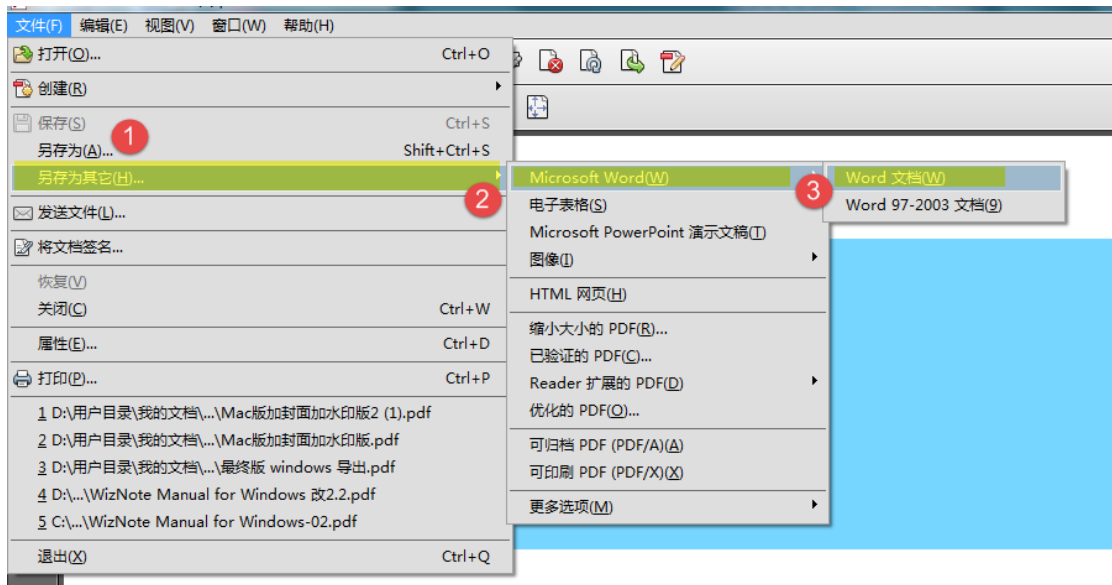 文件(F) 编辑(E) 视图(V) 窗口(W) 帮助(H)
打开(O)... Ctrl+O
创建(R)
保存(S) Ctrl+S
1
另存为(A)... Shift+Ctrl+S
另存为其它(H)...
2
发送文件(L)...
将文档签名...
恢复(V)
关闭(C) Ctrl+W
属性(E)... Ctrl+D
打印(P)... Ctrl+P
1 D:\用户目录\我的文档\...\Mac版加封面加水印版2 (1).pdf
2 D:\用户目录\我的文档\...\Mac版加封面加水印版.pdf
3 D:\用户目录\我的文档\...\最终版 windows 导出.pdf
4 D:\...\WizNote Manual for Windows 改2.2.pdf
5 C:\...\WizNote Manual for Windows-02.pdf
退出(X) Ctrl+Q
Microsoft Word(W)
3
电子表格(S)
Microsoft PowerPoint 演示文稿(T)
图像(I)
HTML 网页(H)
缩小大小的 PDF(R)...
已验证的 PDF(C)...
Reader 扩展的 PDF(D)
优化的 PDF(O)...
可归档 PDF (PDF/A)(A)
可印刷 PDF (PDF/X)(X)
更多选项(M)
Word 文档(W)
Word 97-2003 文档(9)